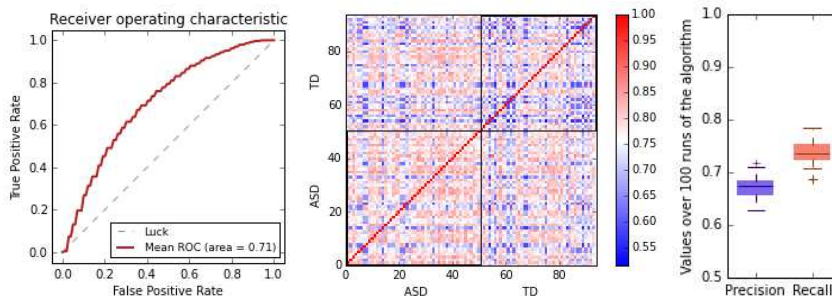 Receiver operating characteristic
True Positive Rate
1.0
0.8
0.6
0.4
0.2
0.0
Luck
Mean ROC (area = 0.71)
0.0 0.2 0.4 0.6 0.8 1.0
False Positive Rate
TD
ASD
80
60
40
20
0
0 20 40 60 80
ASD TD
1.00
0.95
0.90
0.85
0.80
0.75
0.70
0.65
0.60
0.55
Values over 100 runs of the algorithm
1.0
0.9
0.8
0.7
0.6
0.5
Precision Recall